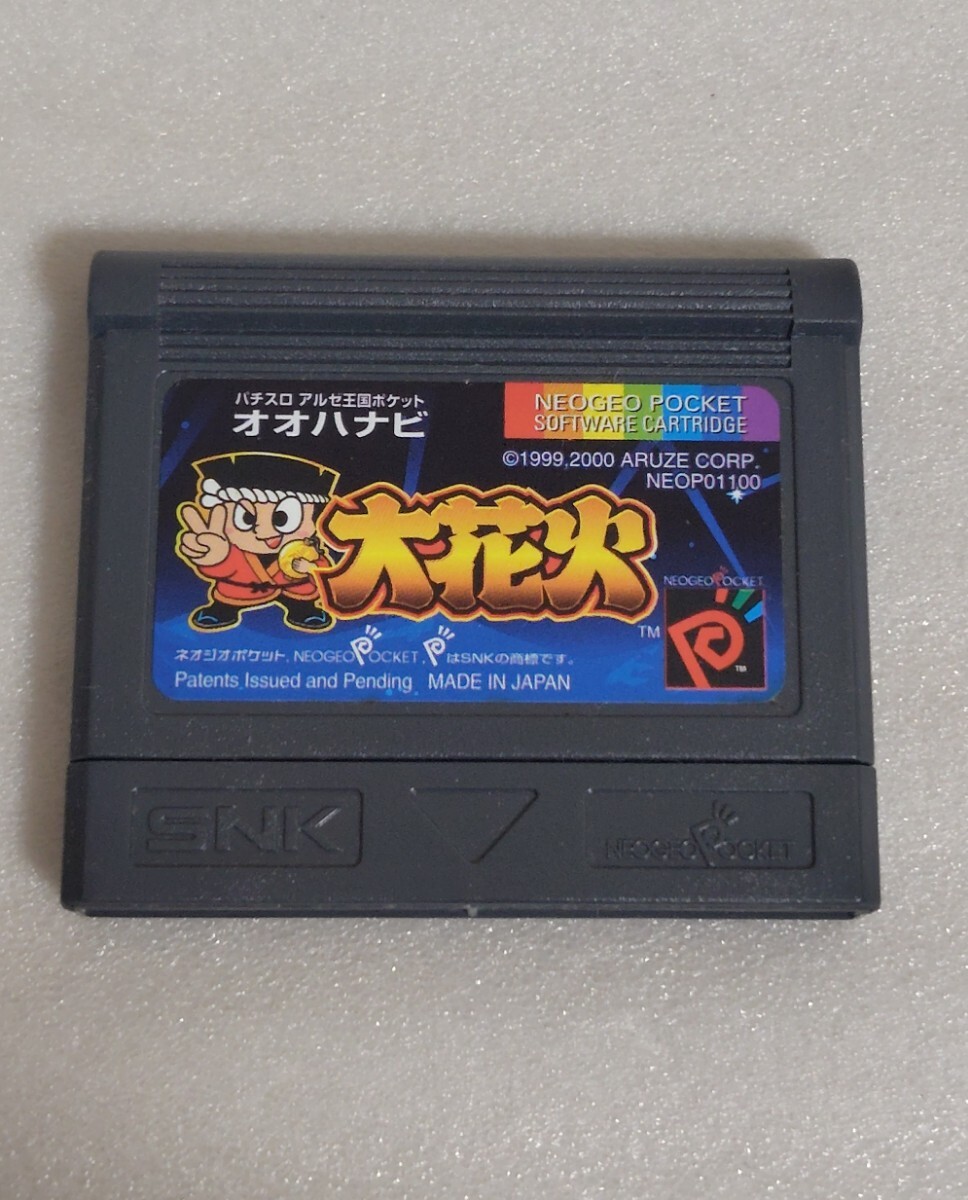 パチスロ アルゼ王国ポケット
オオハナビ
NEOGEO POCKET
SOFTWARE CARTRIDGE
©1999,2000 ARUZE CORP.
NEOP01100
大花火
TM
NEOGEO POCKET
TM
ネオジオポケット, NEOGEO POCKET, PはSNKの商標です。
Patents Issued and Pending MADE IN JAPAN
SNK
NEOGEO POCKET